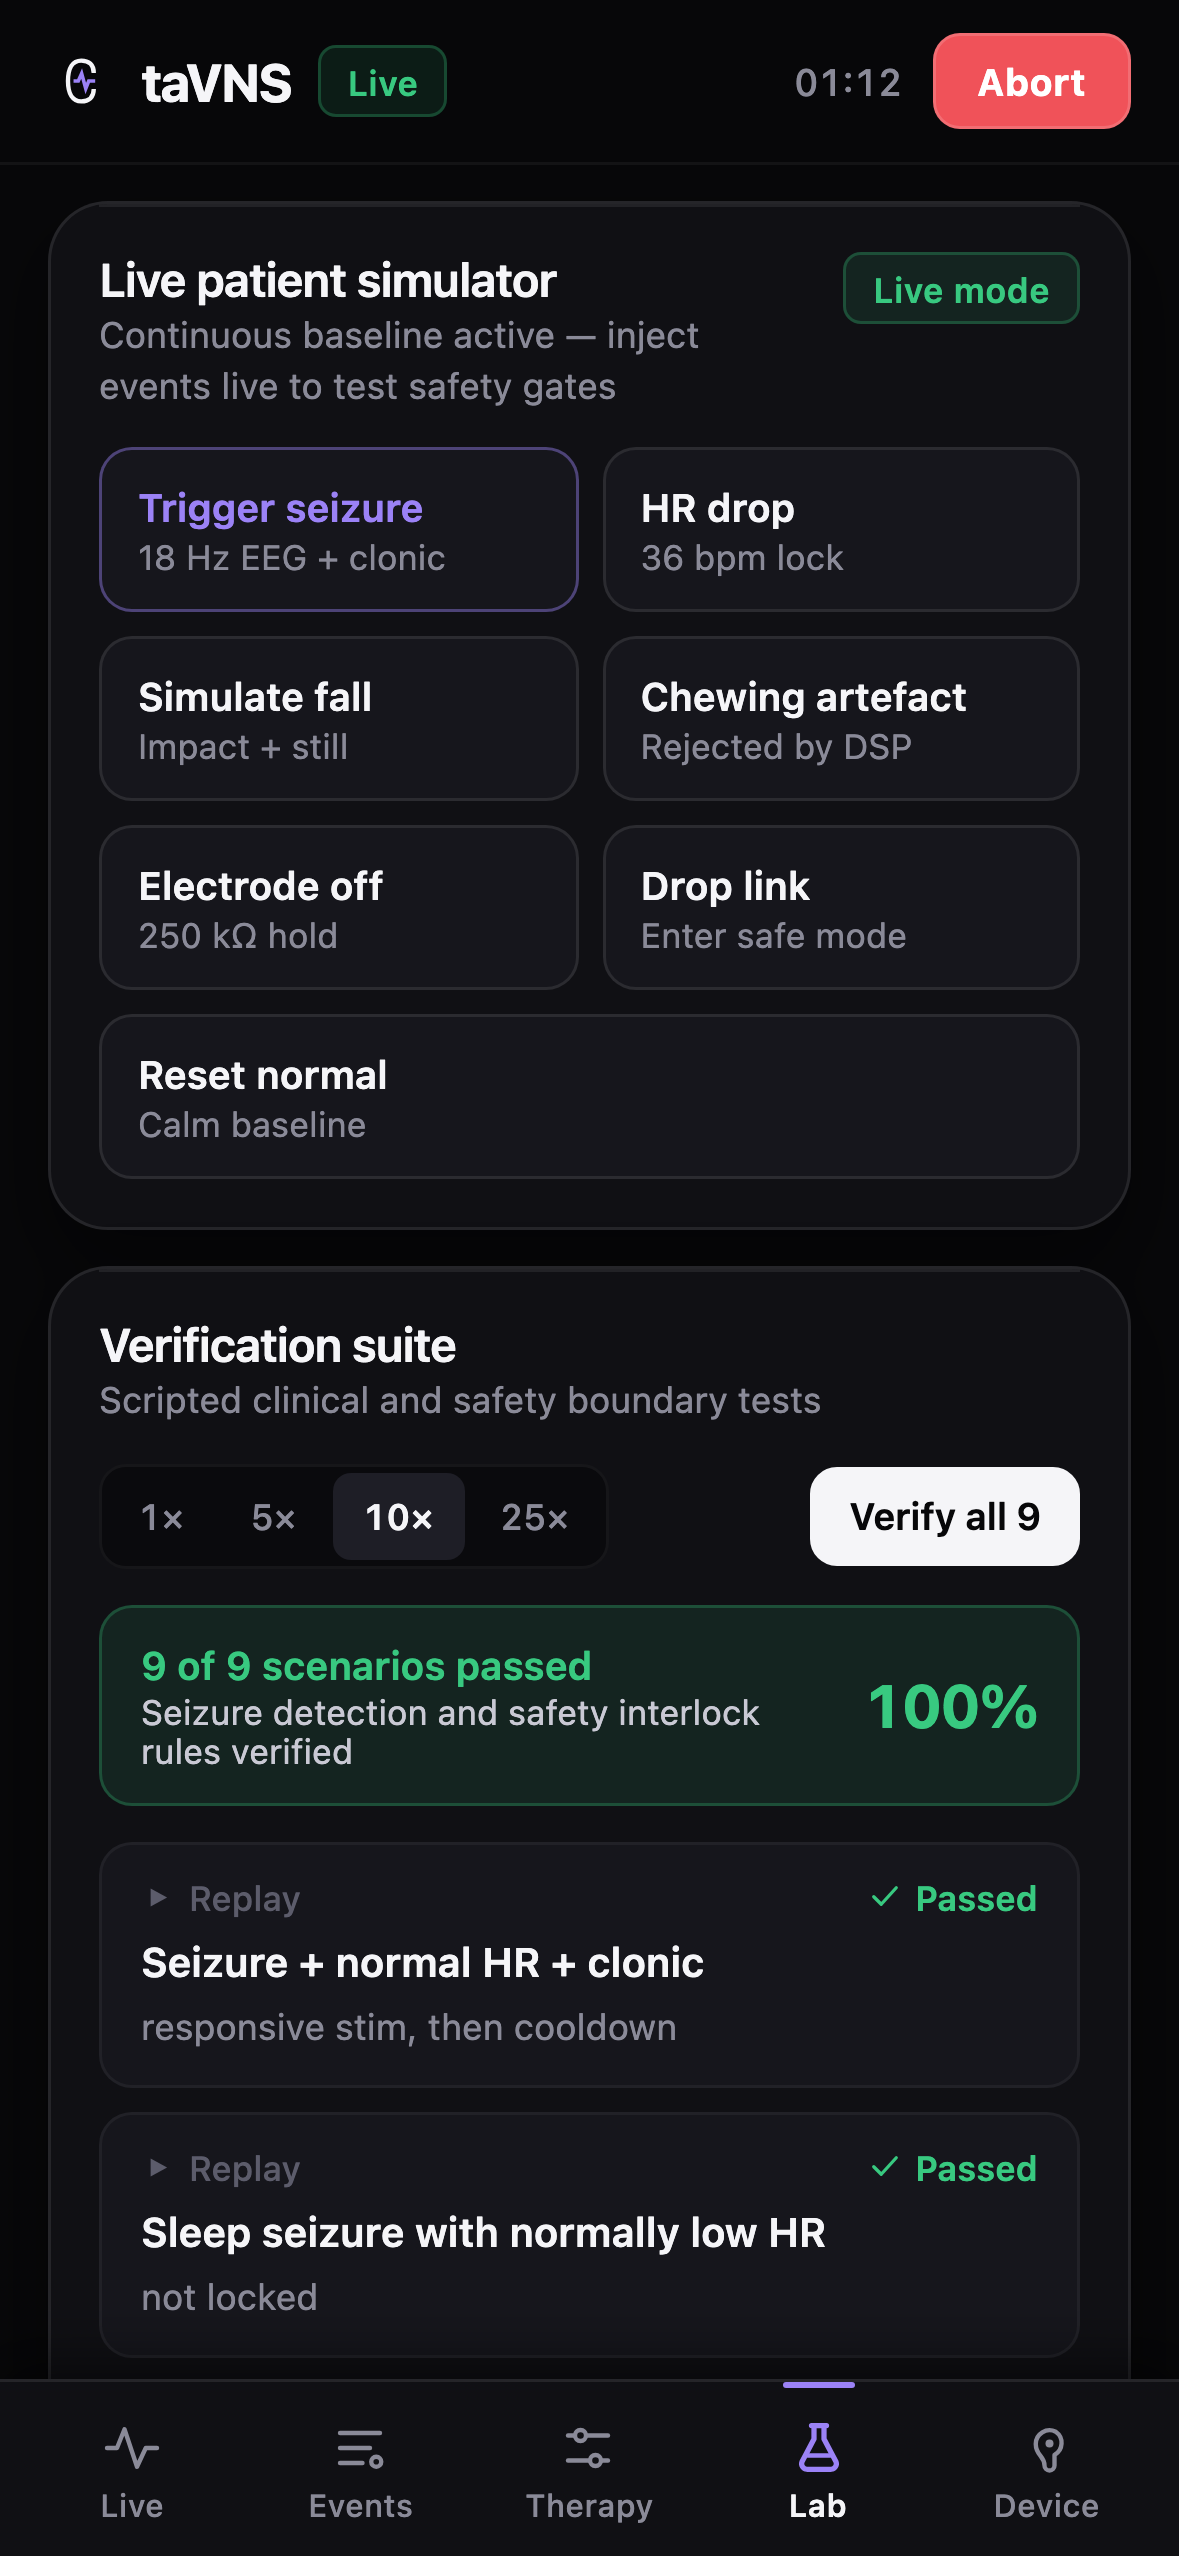 taVNS
Live
01:12
Abort
Live patient simulator
Live mode
Continuous baseline active — inject
events live to test safety gates
Trigger seizure
18 Hz EEG + clonic
HR drop
36 bpm lock
Simulate fall
Impact + still
Chewing artefact
Rejected by DSP
Electrode off
250 kΩ hold
Drop link
Enter safe mode
Reset normal
Calm baseline
Verification suite
Scripted clinical and safety boundary tests
1×
5×
10×
25×
Verify all 9
9 of 9 scenarios passed
Seizure detection and safety interlock
rules verified
100%
Replay
Passed
Seizure + normal HR + clonic
responsive stim, then cooldown
Replay
Passed
Sleep seizure with normally low HR
not locked
Live
Events
Therapy
Lab
Device